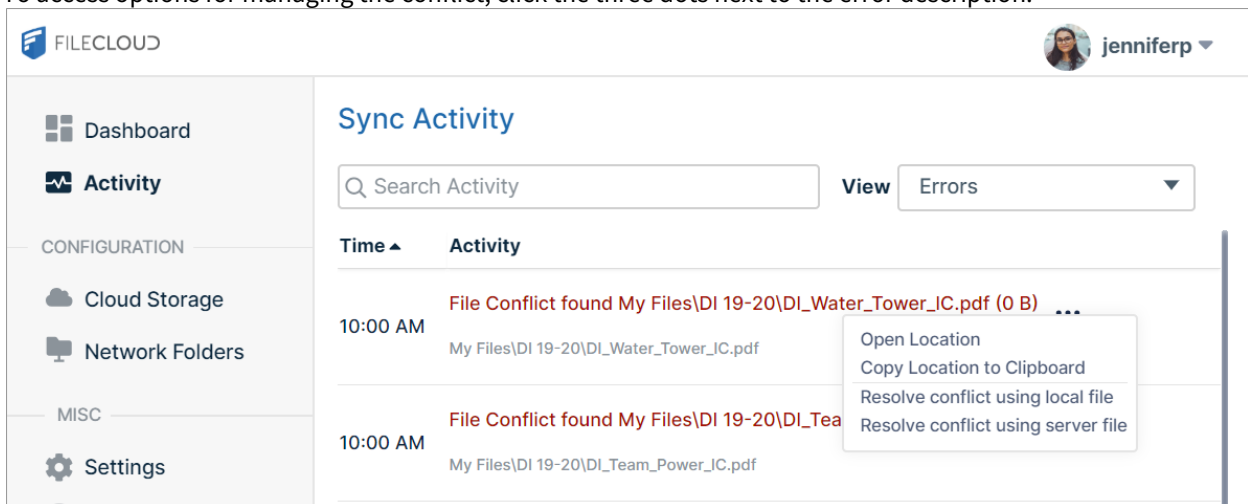 To access options for managing the conflict, click the three dots next to the error description.
FILECLOUD
jenniferp
Dashboard
Activity
CONFIGURATION
Cloud Storage
Network Folders
MISC
Settings
Sync Activity
Search Activity
View Errors
Time Activity
10:00 AM
File Conflict found My Files\DI 19-20\DI_Water_Tower_IC.pdf (0 B)
My Files\DI 19-20\DI_Water_Tower_IC.pdf
Open Location
Copy Location to Clipboard
Resolve conflict using local file
Resolve conflict using server file
10:00 AM
File Conflict found My Files\DI 19-20\DI_Tea
My Files\DI 19-20\DI_Team_Power_IC.pdf